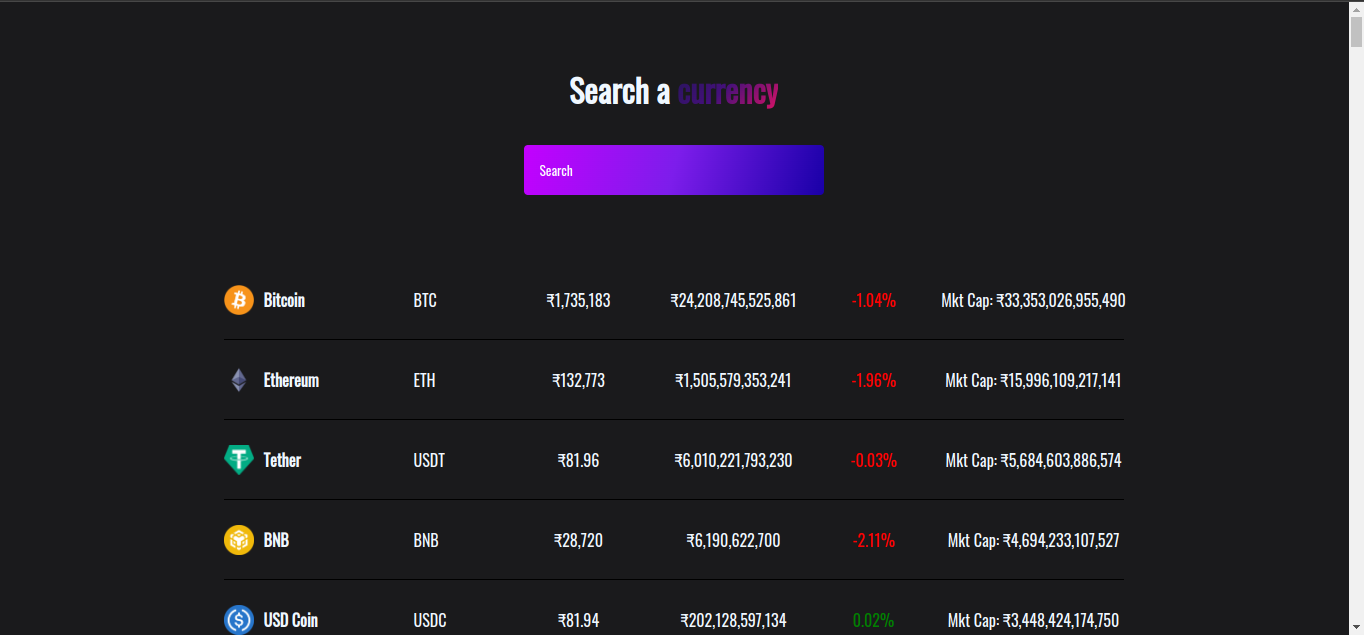 Search a currency
Search
Bitcoin BTC ₹1,735,183 ₹24,208,745,525,861 -1.04% Mkt Cap: ₹33,353,026,955,490
Ethereum ETH ₹132,773 ₹1,505,579,353,241 -1.96% Mkt Cap: ₹15,996,109,217,141
Tether USDT ₹81.96 ₹6,010,221,793,230 -0.03% Mkt Cap: ₹5,684,603,886,574
BNB BNB ₹28,720 ₹6,190,622,700 -2.11% Mkt Cap: ₹4,694,233,107,527
USD Coin USDC ₹81.94 ₹202,128,597,134 0.02% Mkt Cap: ₹3,448,424,174,750